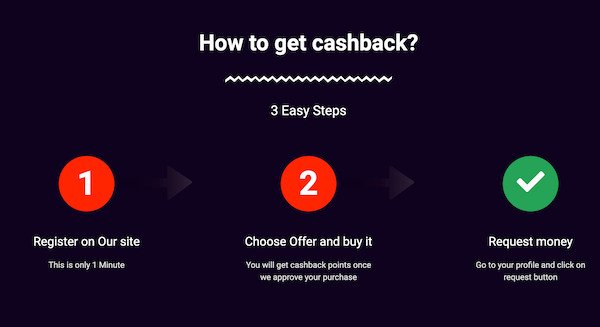 How to get cashback?
3 Easy Steps
1
2
Register on Our site
This is only 1 Minute
Choose Offer and buy it
You will get cashback points once
we approve your purchase
Request money
Go to your profile and click on
request button